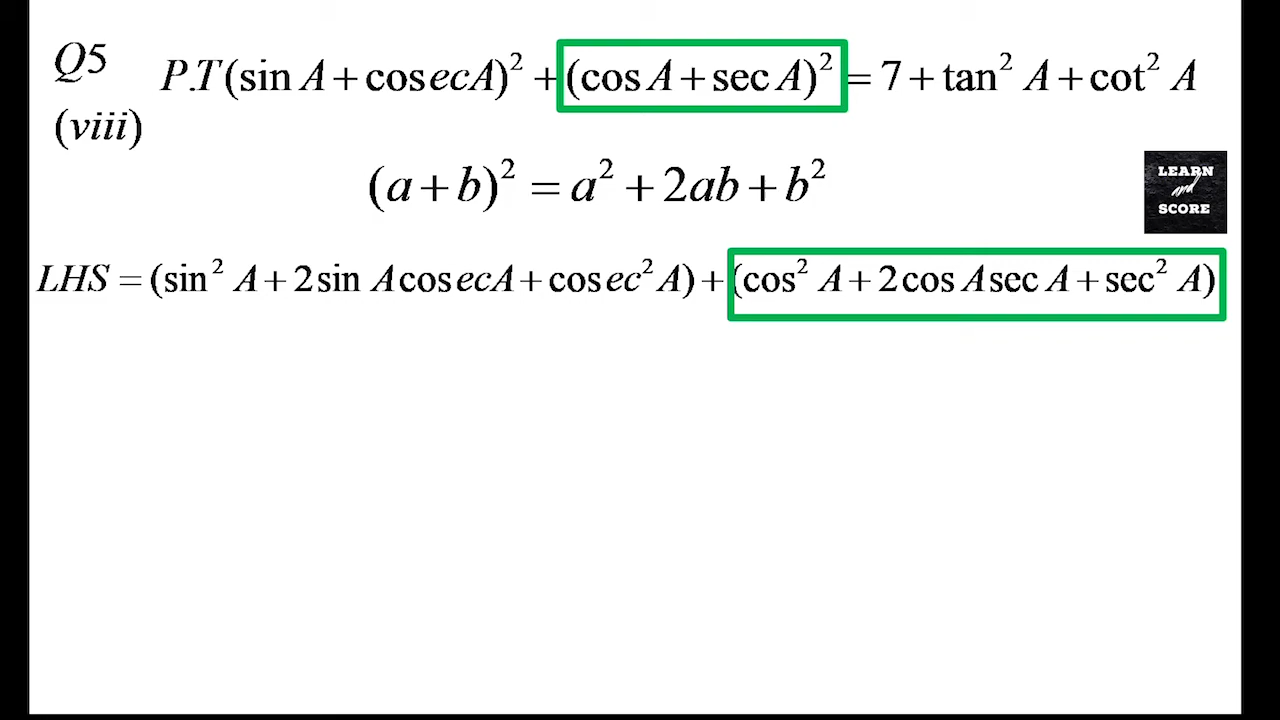 Q5 P.T(sin A + cosecA)² + (cos A + sec A)² = 7 + tan² A + cot² A
(viii)
(a + b)² = a² + 2ab + b²
LEARN
and
SCORE
LHS = (sin² A + 2 sin A cosecA + cosec² A) + (cos² A + 2 cos A sec A + sec² A)